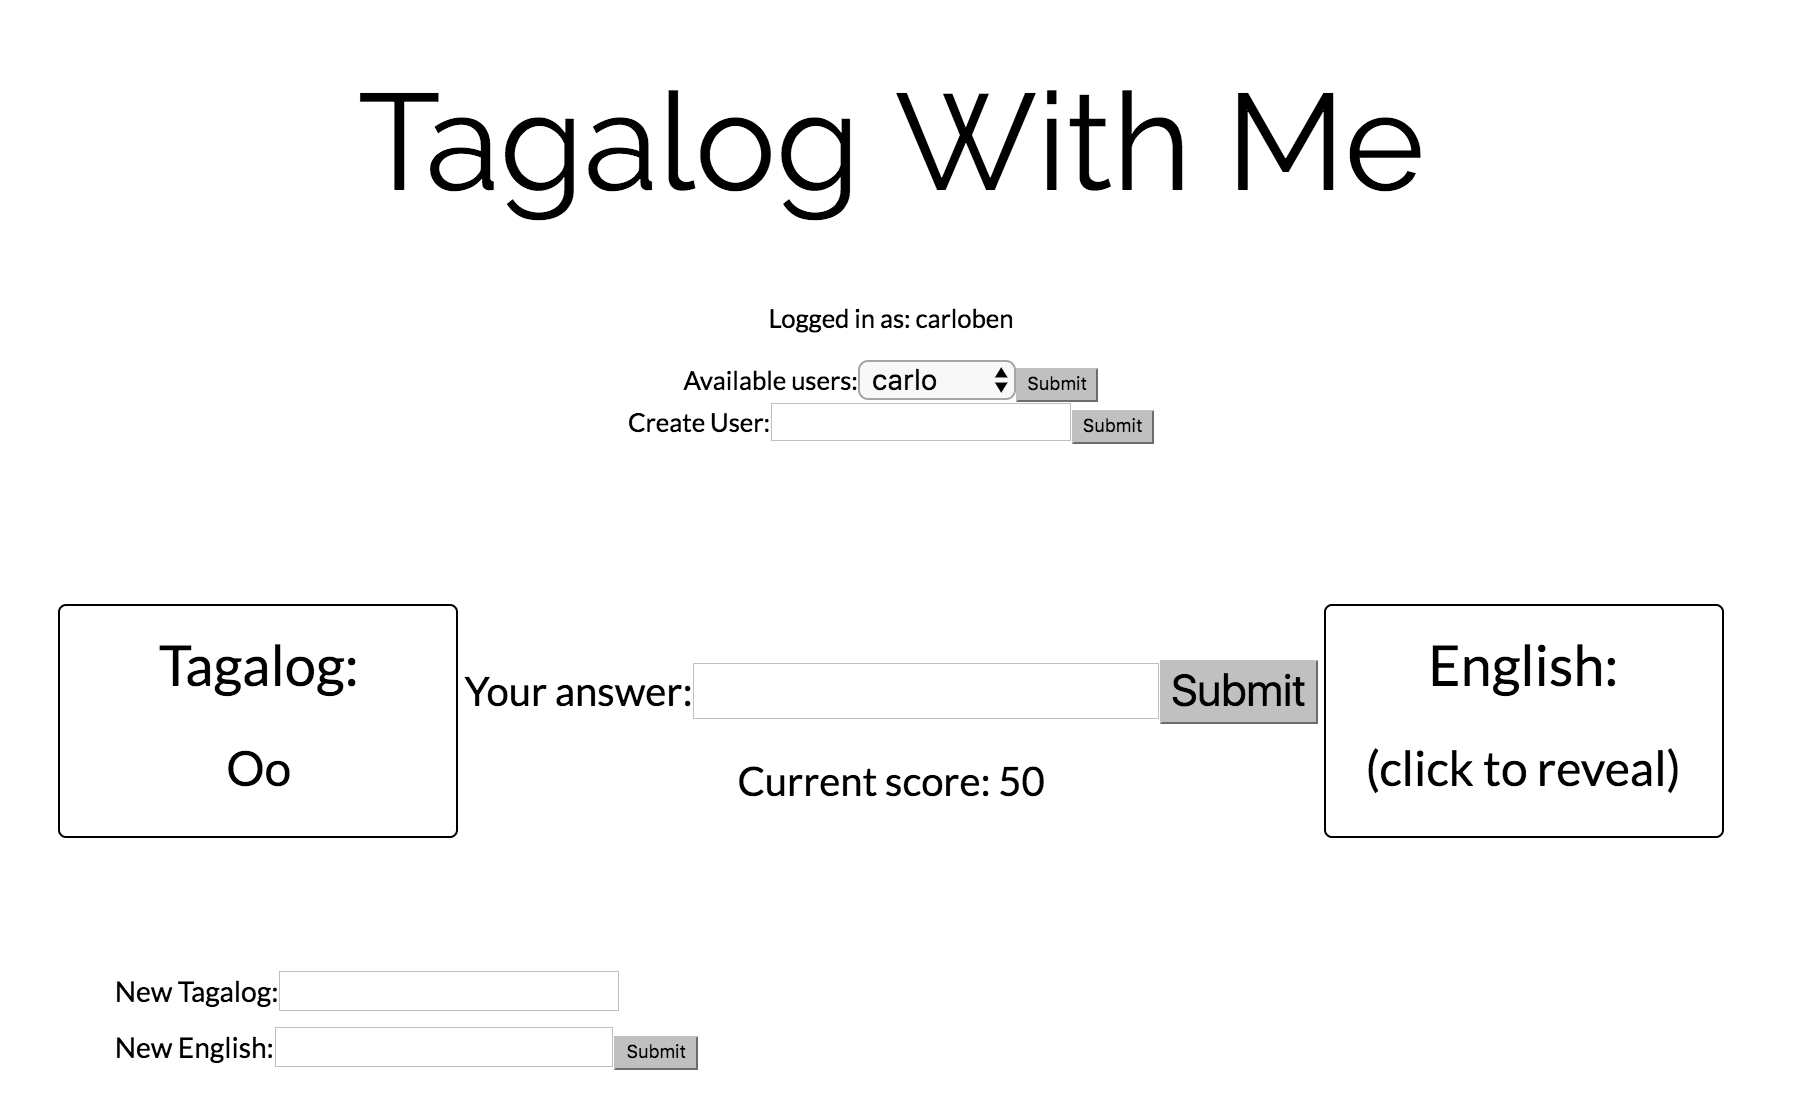 Tagalog With Me
Logged in as: carloben
Available users: carlo Submit
Create User: Submit
Tagalog:
Oo
Your answer: Submit
Current score: 50
English:
(click to reveal)
New Tagalog:
New English: Submit